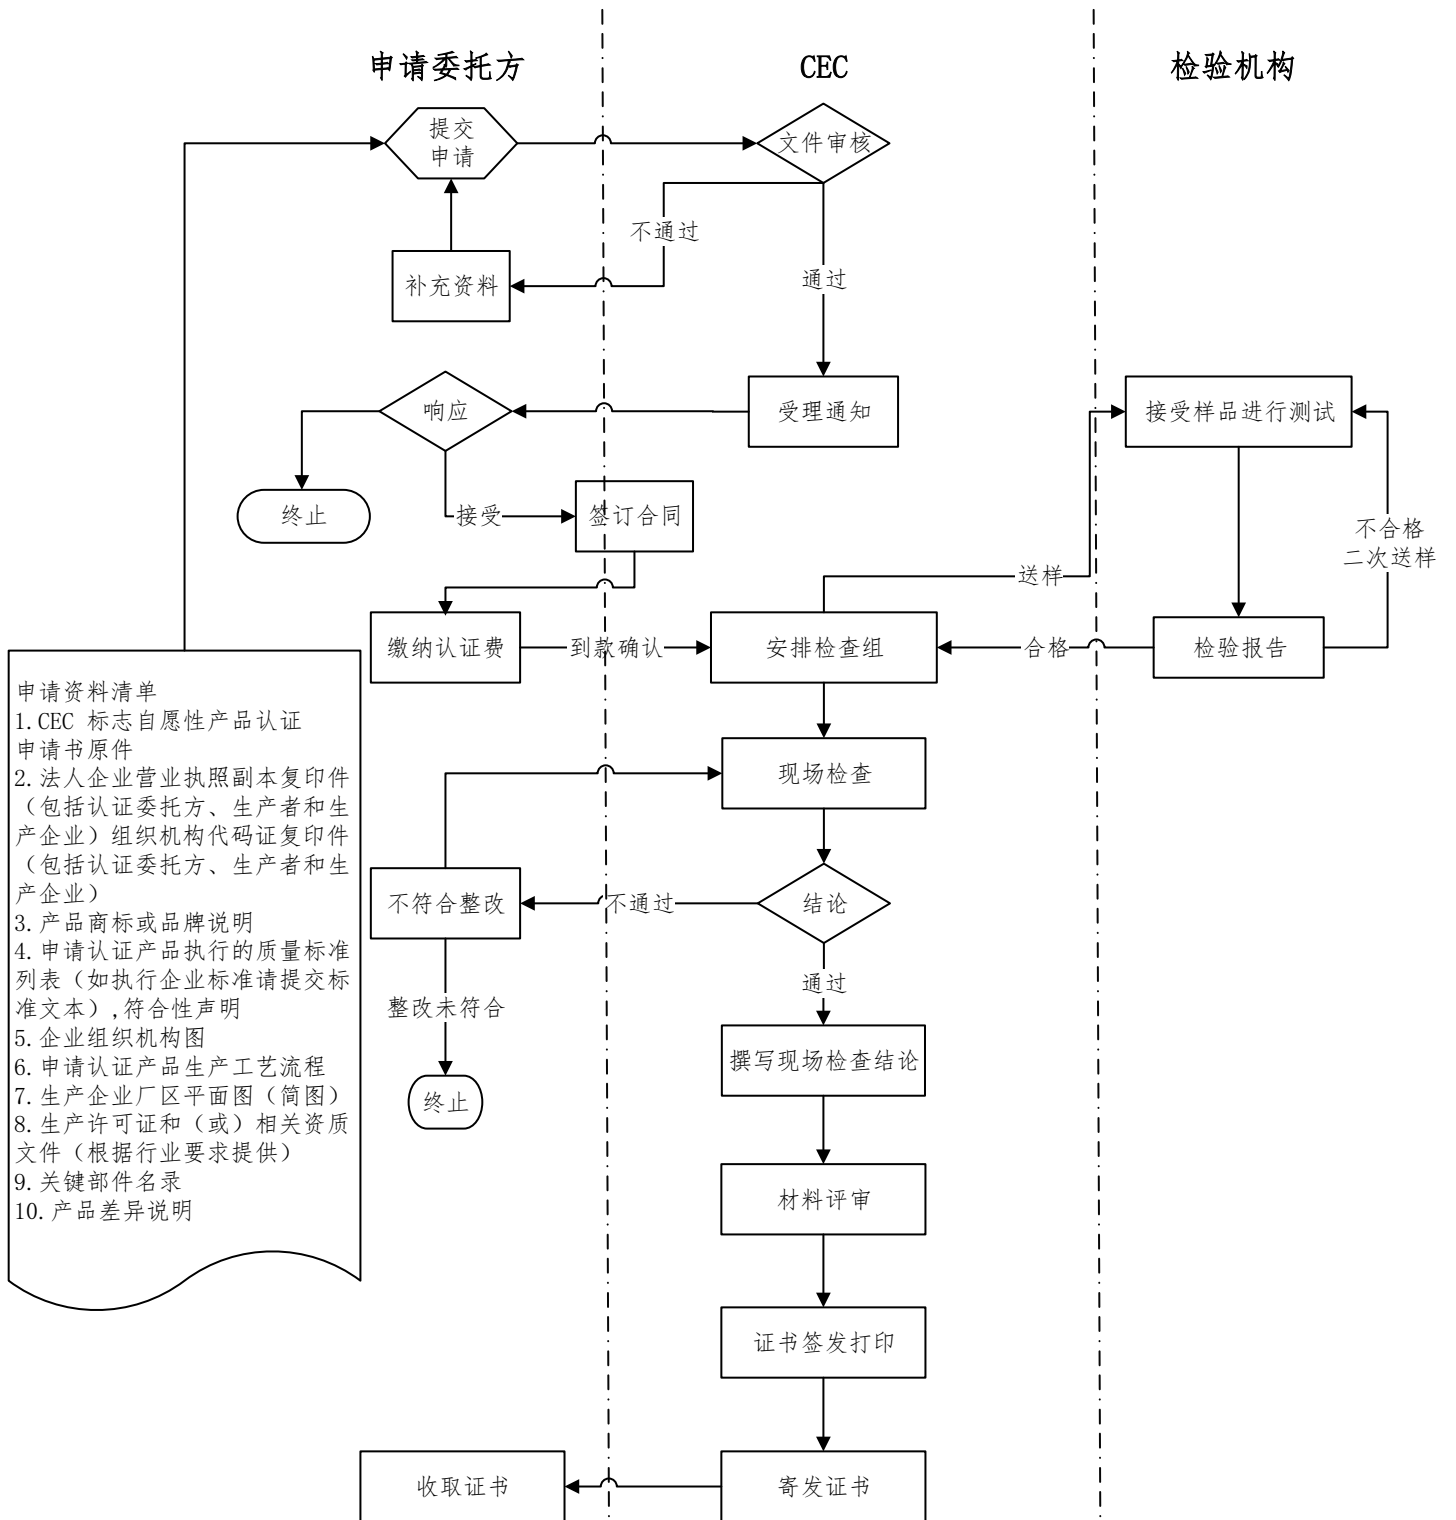 申请委托方
CEC
检验机构
提交
申请
文件审核
不通过
补充资料
通过
响应
受理通知
接受样品进行测试
终止
接受
签订合同
不合格
二次送样
送样
缴纳认证费
到款确认
安排检查组
合格
检验报告
申请资料清单
1.CEC 标志自愿性产品认证
申请书原件
2.法人企业营业执照副本复印件
（包括认证委托方、生产者和生
产企业）组织机构代码证复印件
（包括认证委托方、生产者和生
产企业）
3.产品商标或品牌说明
4.申请认证产品执行的质量标准
列表（如执行企业标准请提交标
准文本）,符合性声明
5.企业组织机构图
6.申请认证产品生产工艺流程
7.生产企业厂区平面图（简图）
8.生产许可证和（或）相关资质
文件（根据行业要求提供）
9.关键部件名录
10.产品差异说明
现场检查
不符合整改
不通过
结论
通过
整改未符合
撰写现场检查结论
终止
材料评审
证书签发打印
收取证书
寄发证书